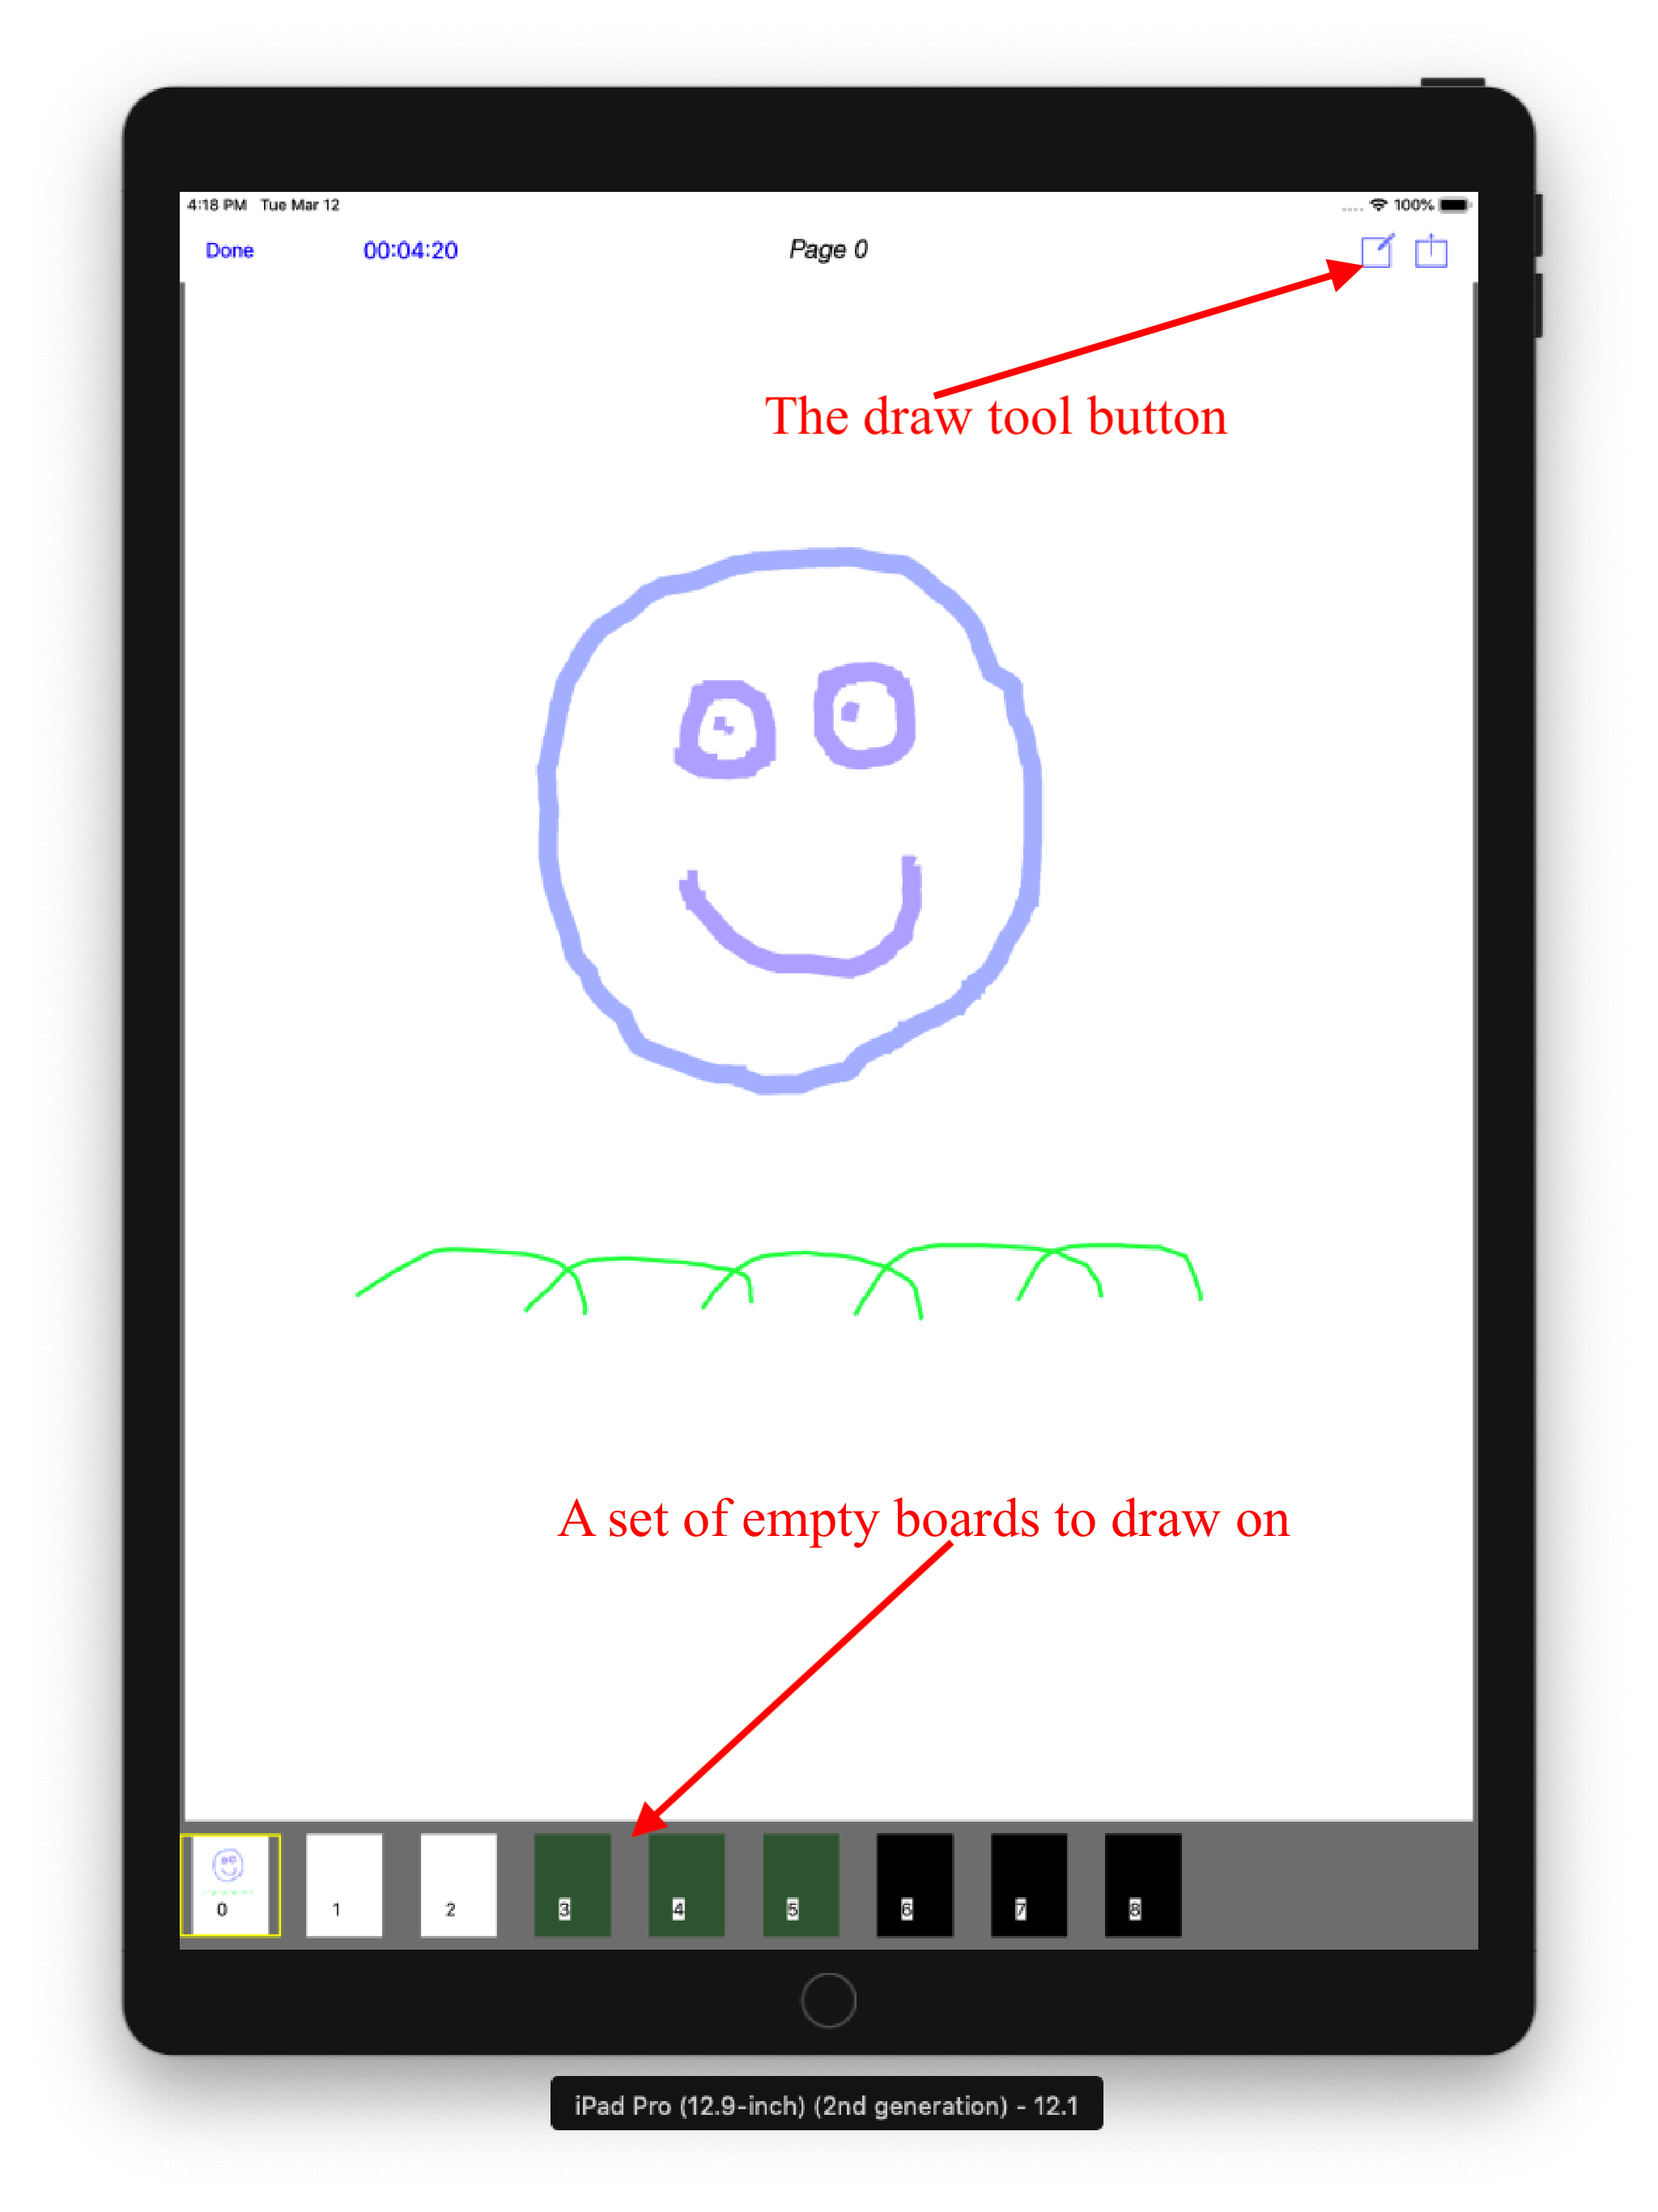 4:18 PM Tue Mar 12
100%
Done 00:04:20 Page 0
The draw tool button
A set of empty boards to draw on
0 1 2 3 4 5 6 7 8
iPad Pro (12.9-inch) (2nd generation) - 12.1